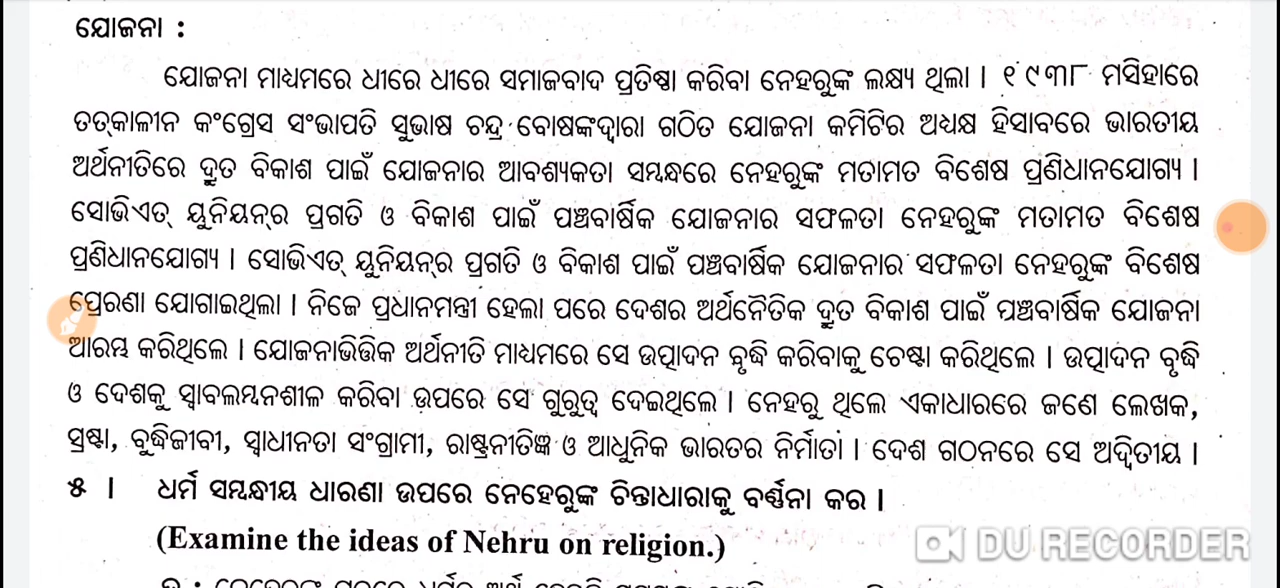 ଯୋଜନା :
ଯୋଜନା ମାଧ୍ୟମରେ ଧୀରେ ଧୀରେ ସମାଜବାଦ ପ୍ରତିଷ୍ଠା କରିବା ନେହରୁଙ୍କ ଲକ୍ଷ୍ୟ ଥିଲା । ୧୯୩୮ ମସିହାରେ
ତତ୍କାଳୀନ କଂଗ୍ରେସ ସଂଭାପତି ସୁଭାଷ ଚନ୍ଦ୍ର ବୋଷଙ୍କଦ୍ୱାରା ଗଠିତ ଯୋଜନା କମିଟିର ଅଧ୍ୟକ୍ଷ ହିସାବରେ ଭାରତୀୟ
ଅର୍ଥନୀତିରେ ଦ୍ରୁତ ବିକାଶ ପାଇଁ ଯୋଜନାର ଆବଶ୍ୟକତା ସମ୍ବନ୍ଧରେ ନେହରୁଙ୍କ ମତାମତ ବିଶେଷ ପ୍ରଣିଧାନଯୋଗ୍ୟ ।
ସୋଭିଏତ୍ ୟୁନିୟନ୍‌ର ପ୍ରଗତି ଓ ବିକାଶ ପାଇଁ ପଞ୍ଚବାର୍ଷିକ ଯୋଜନାର ସଫଳତା ନେହରୁଙ୍କ ମତାମତ ବିଶେଷ
ପ୍ରଣିଧାନଯୋଗ୍ୟ । ସୋଭିଏତ୍ ୟୁନିୟନ୍‌ର ପ୍ରଗତି ଓ ବିକାଶ ପାଇଁ ପଞ୍ଚବାର୍ଷିକ ଯୋଜନାର ସଫଳତା ନେହରୁଙ୍କ ବିଶେଷ
ପ୍ରେରଣା ଯୋଗାଇଥିଲା । ନିଜେ ପ୍ରଧାନମନ୍ତ୍ରୀ ହେଲା ପରେ ଦେଶର ଅର୍ଥନୈତିକ ଦ୍ରୁତ ବିକାଶ ପାଇଁ ପଞ୍ଚବାର୍ଷିକ ଯୋଜନା
ଆରମ୍ଭ କରିଥିଲେ । ଯୋଜନାଭିତ୍ତିକ ଅର୍ଥନୀତି ମାଧ୍ୟମରେ ସେ ଉତ୍ପାଦନ ବୃଦ୍ଧି କରିବାକୁ ଚେଷ୍ଟା କରିଥିଲେ । ଉତ୍ପାଦନ ବୃଦ୍ଧି
ଓ ଦେଶକୁ ସ୍ୱାବଲମ୍ବନଶୀଳ କରିବା ଉପରେ ସେ ଗୁରୁତ୍ୱ ଦେଇଥିଲେ । ନେହରୁ ଥିଲେ ଏକାଧାରରେ ଜଣେ ଲେଖକ,
ସ୍ରଷ୍ଟା, ବୁଦ୍ଧିଜୀବୀ, ସ୍ୱାଧୀନତା ସଂଗ୍ରାମୀ, ରାଷ୍ଟ୍ରନୀତିଜ୍ଞ ଓ ଆଧୁନିକ ଭାରତର ନିର୍ମାତା । ଦେଶ ଗଠନରେ ସେ ଅଦ୍ୱିତୀୟ ।
୫ । ଧର୍ମ ସମ୍ବନ୍ଧୀୟ ଧାରଣା ଉପରେ ନେହେରୁଙ୍କ ଚିନ୍ତାଧାରାକୁ ବର୍ଣ୍ଣନା କର ।
(Examine the ideas of Nehru on religion.)
DU RECORDER